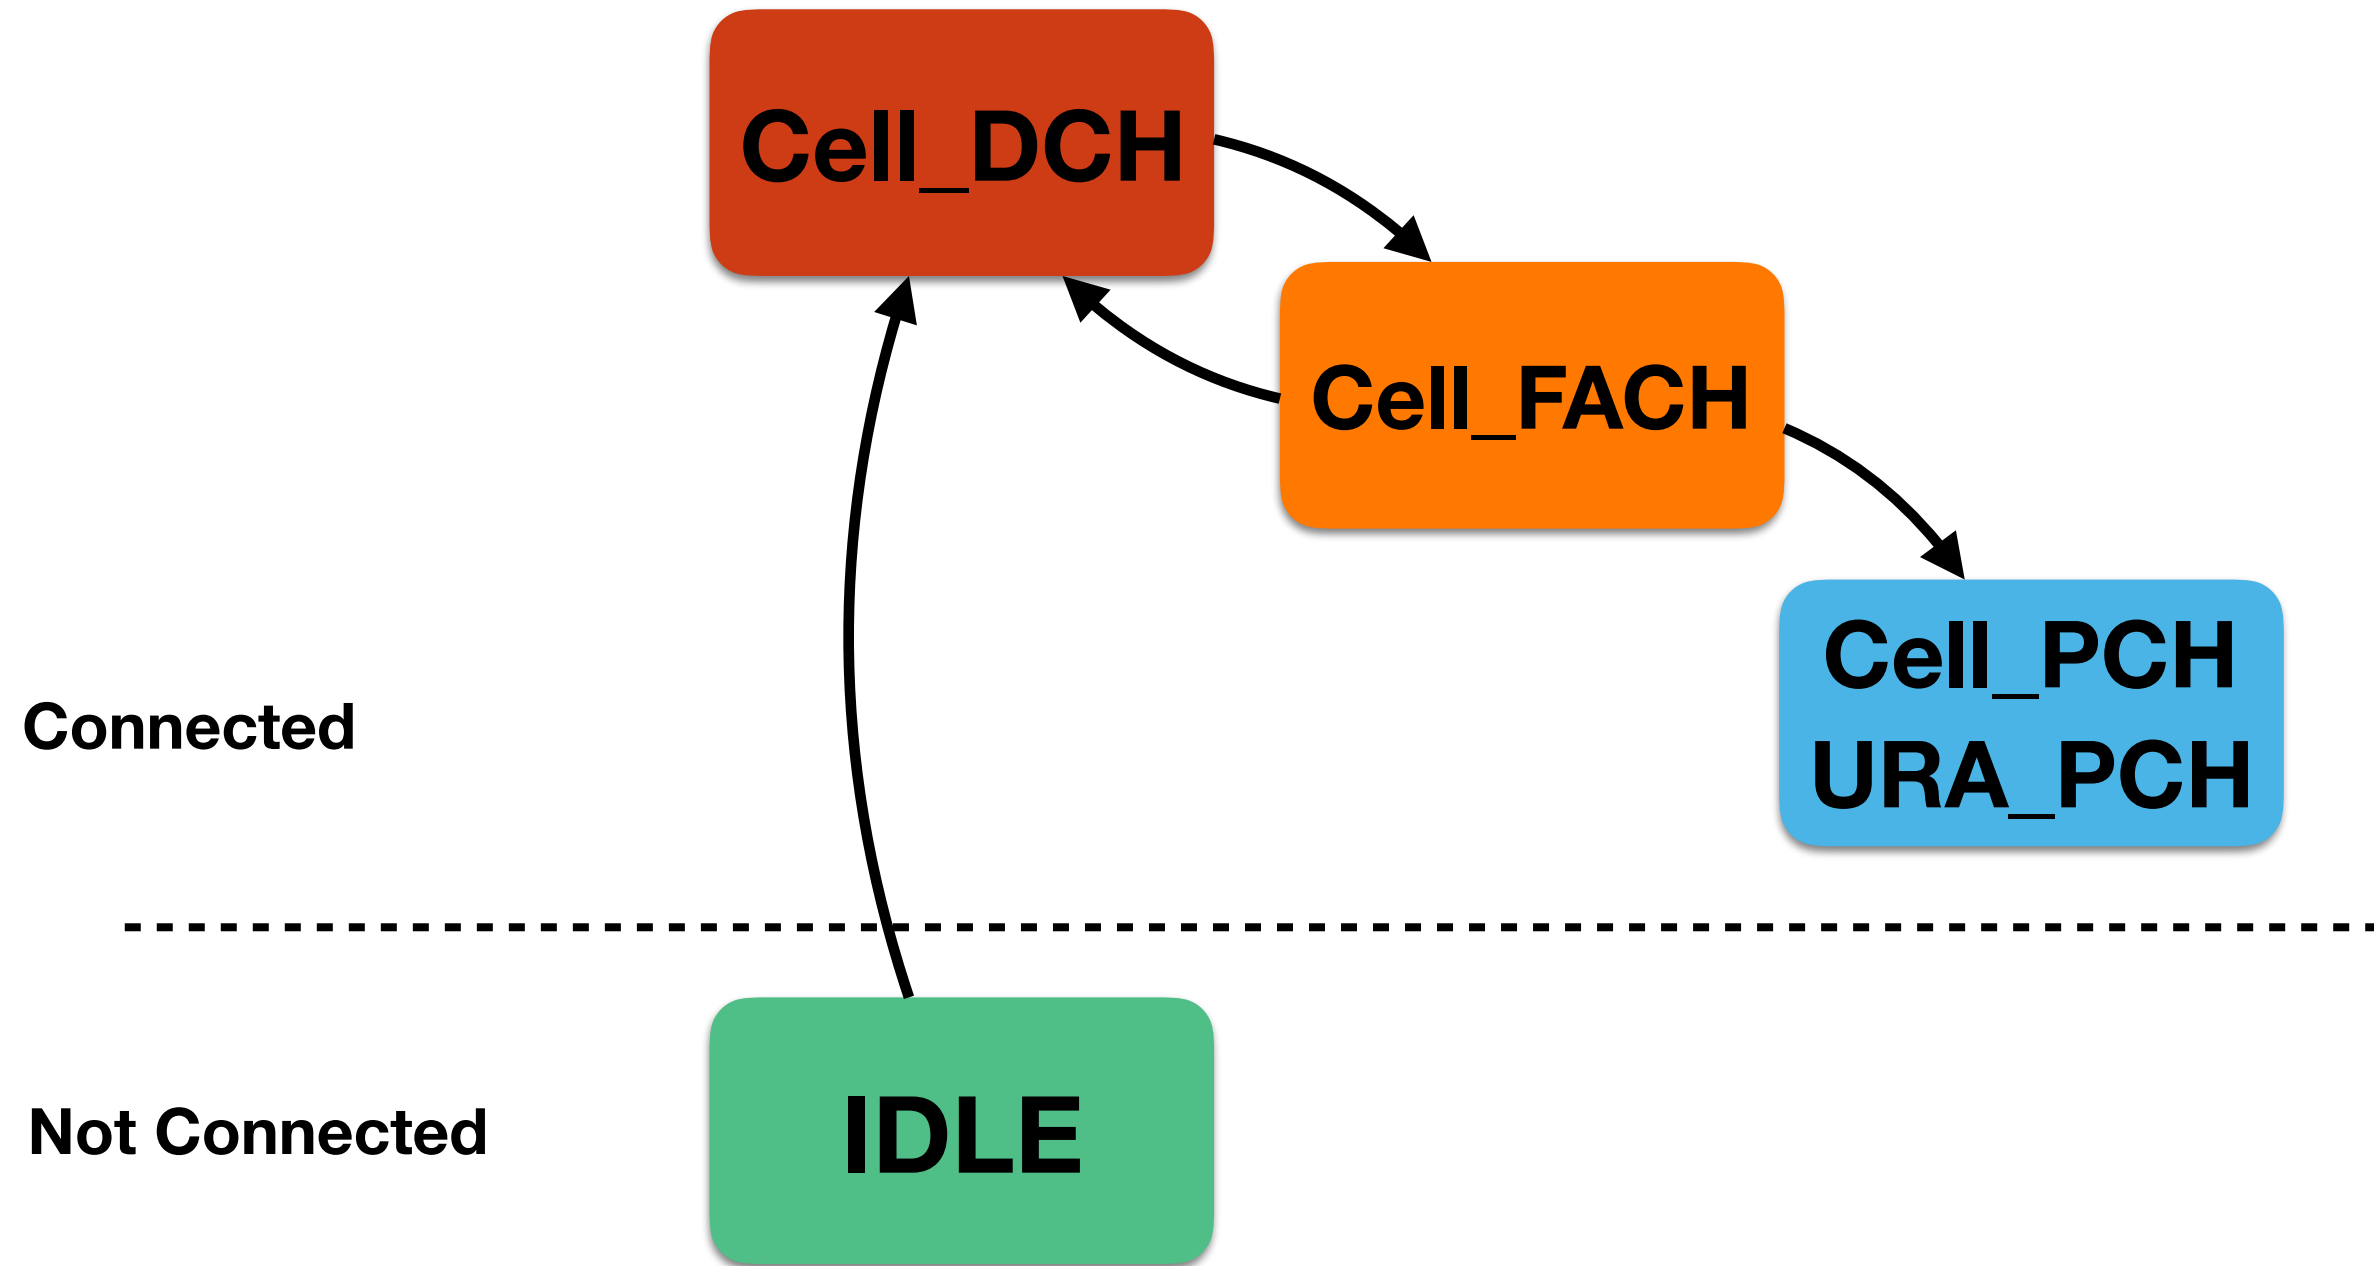 Cell_DCH
Cell_FACH
Cell_PCH
URA_PCH
Connected
Not Connected
IDLE